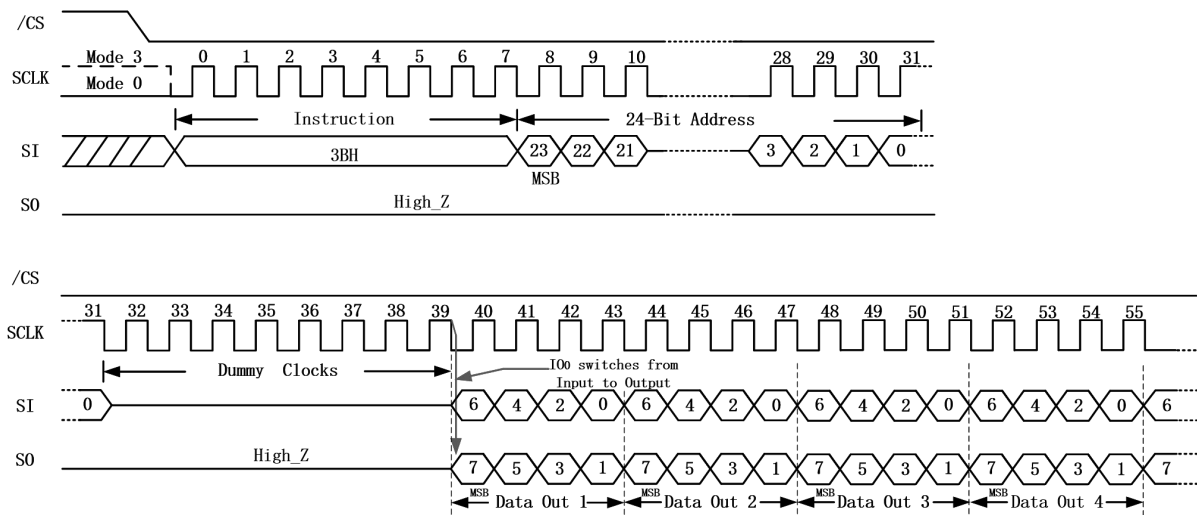 /CS
Mode 3 0 1 2 3 4 5 6 7 8 9 10 28 29 30 31
SCLK
Mode 0
Instruction 24-Bit Address
SI 3BH 23 22 21 3 2 1 0
MSB
SO High_Z
/CS
31 32 33 34 35 36 37 38 39 40 41 42 43 44 45 46 47 48 49 50 51 52 53 54 55
SCLK
Dummy Clocks IO0 switches from
Input to Output
SI 0 6 4 2 0 6 4 2 0 6 4 2 0 6 4 2 0 6
SO High_Z 7 5 3 1 7 5 3 1 7 5 3 1 7 5 3 1 7
MSB Data Out 1 MSB Data Out 2 MSB Data Out 3 MSB Data Out 4